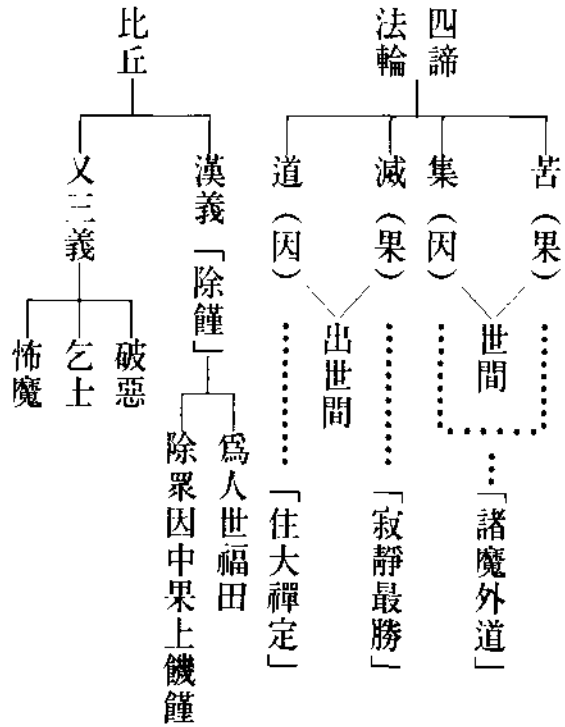 四諦
法輪
苦（果）
集（因）
世間
「諸魔外道」
滅（果）
道（因）
出世間
「寂靜最勝」
「住大禪定」
比丘
漢義「除饉」
爲人世福田
除眾因中果上饑饉
又三義
破惡
乞士
怖魔